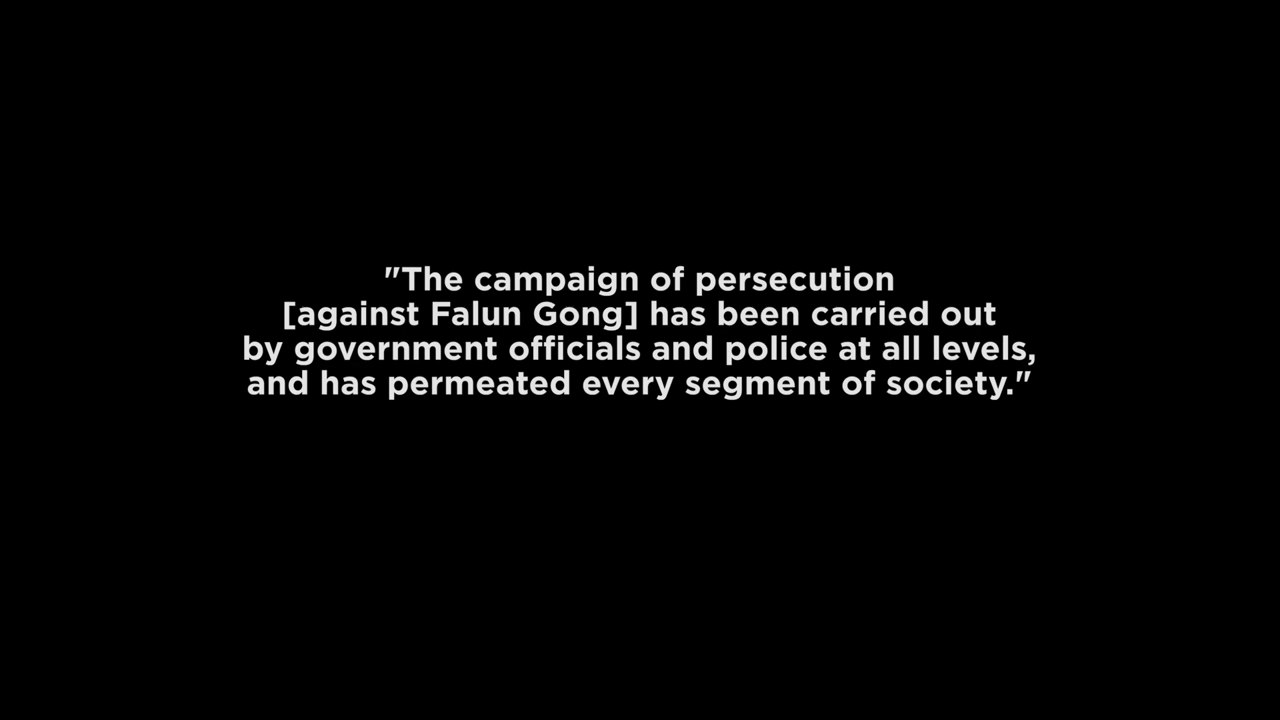 "The campaign of persecution
[against Falun Gong] has been carried out
by government officials and police at all levels,
and has permeated every segment of society."